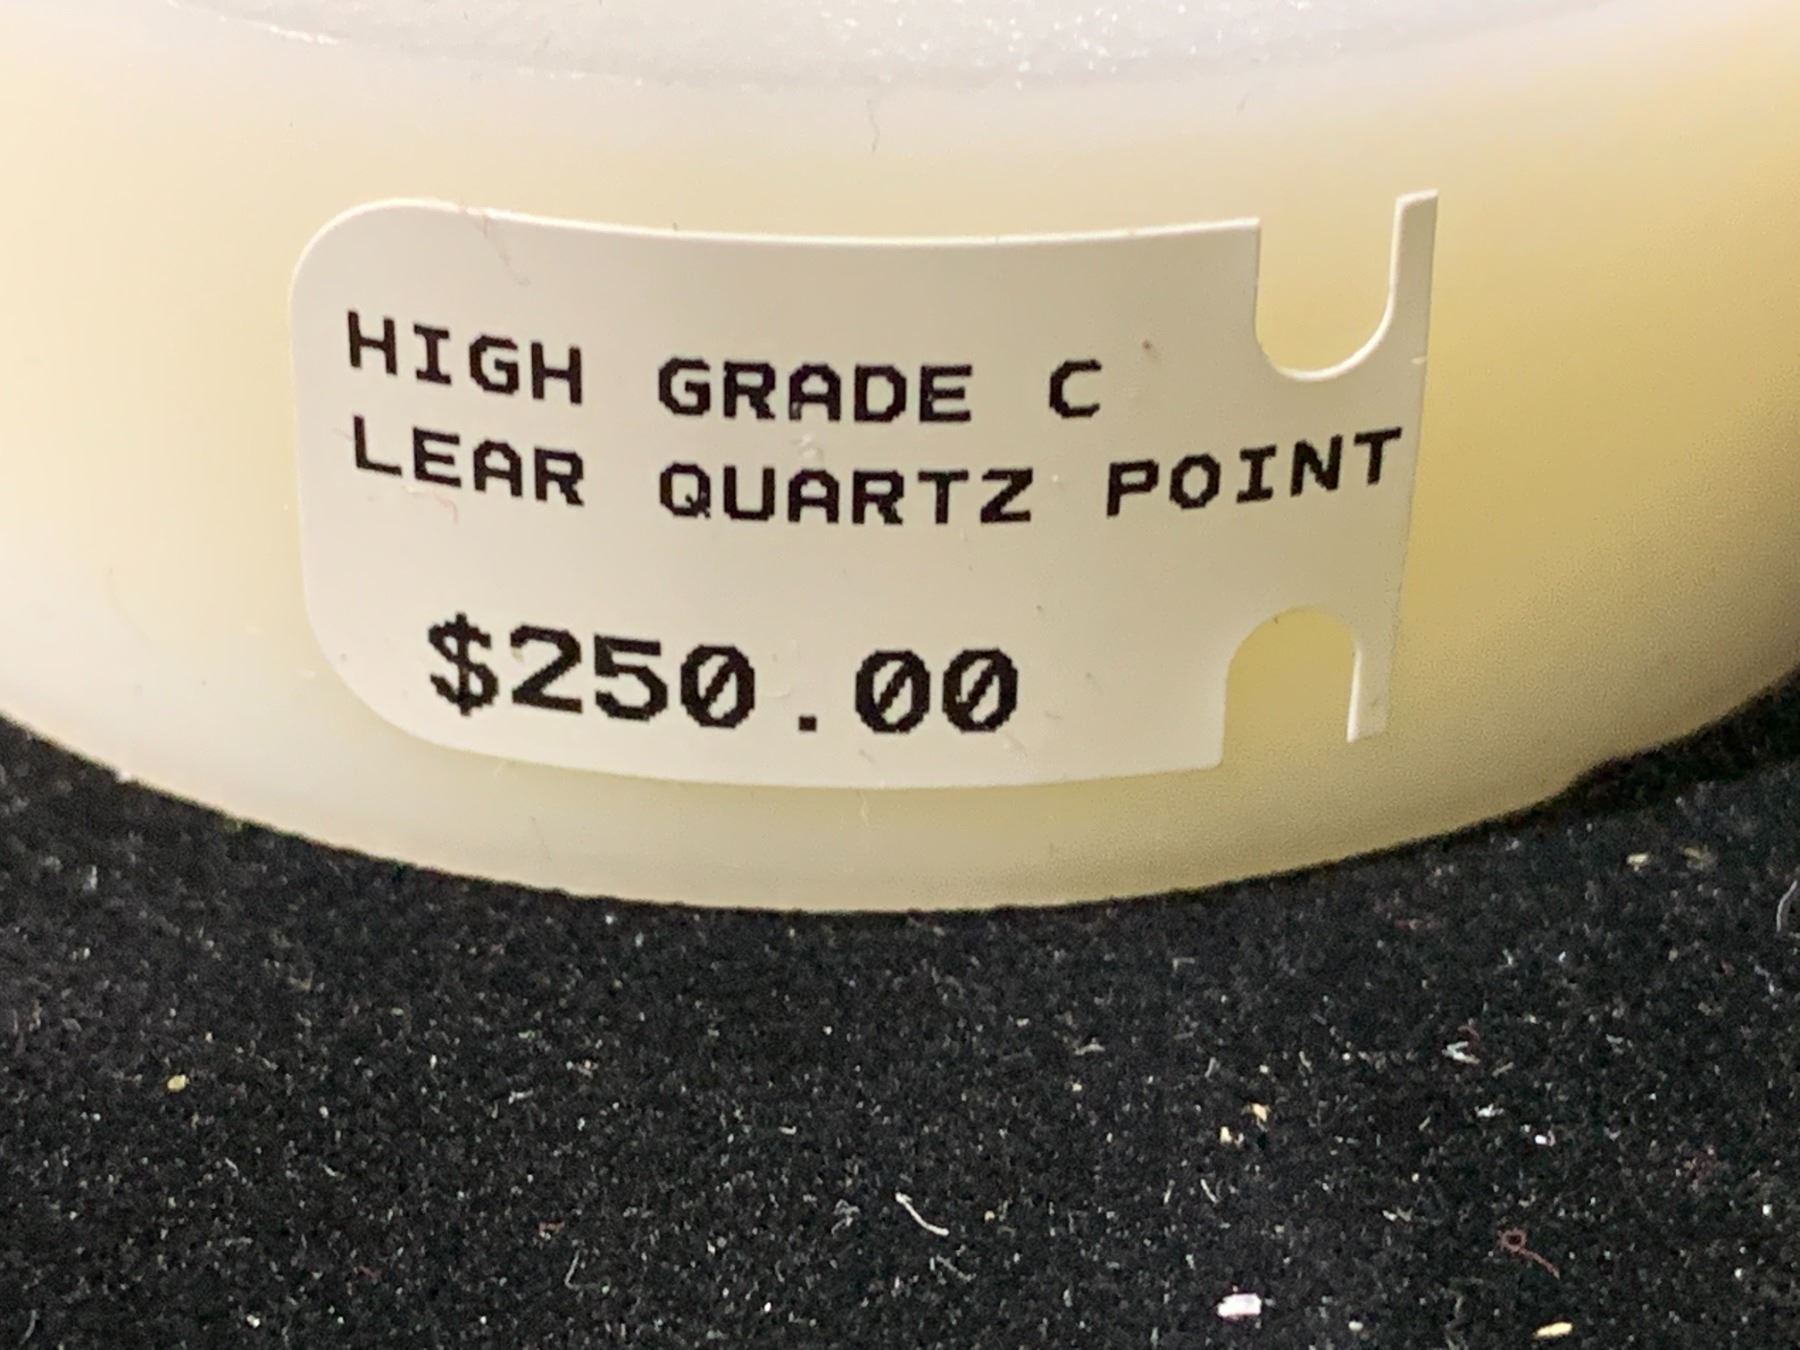 HIGH GRADE C
LEAR QUARTZ POINT
$250.00